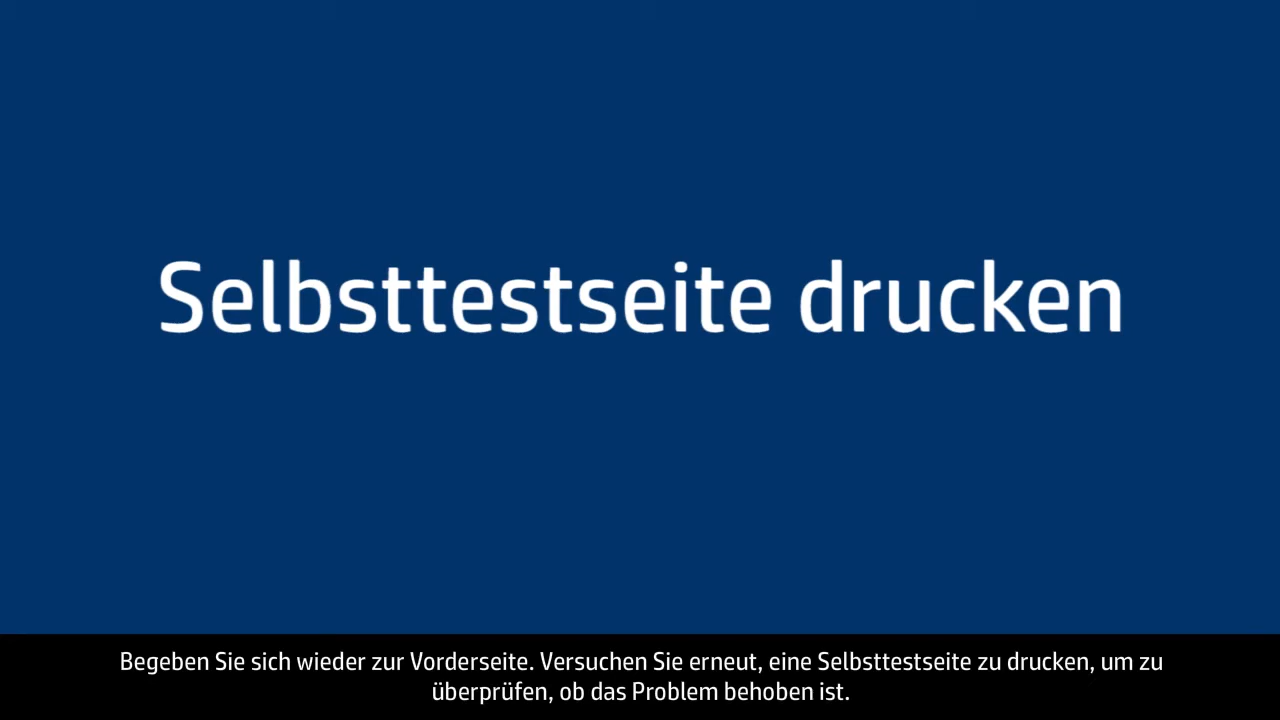 Selbsttestseite drucken
Begeben Sie sich wieder zur Vorderseite. Versuchen Sie erneut, eine Selbsttestseite zu drucken, um zu
überprüfen, ob das Problem behoben ist.